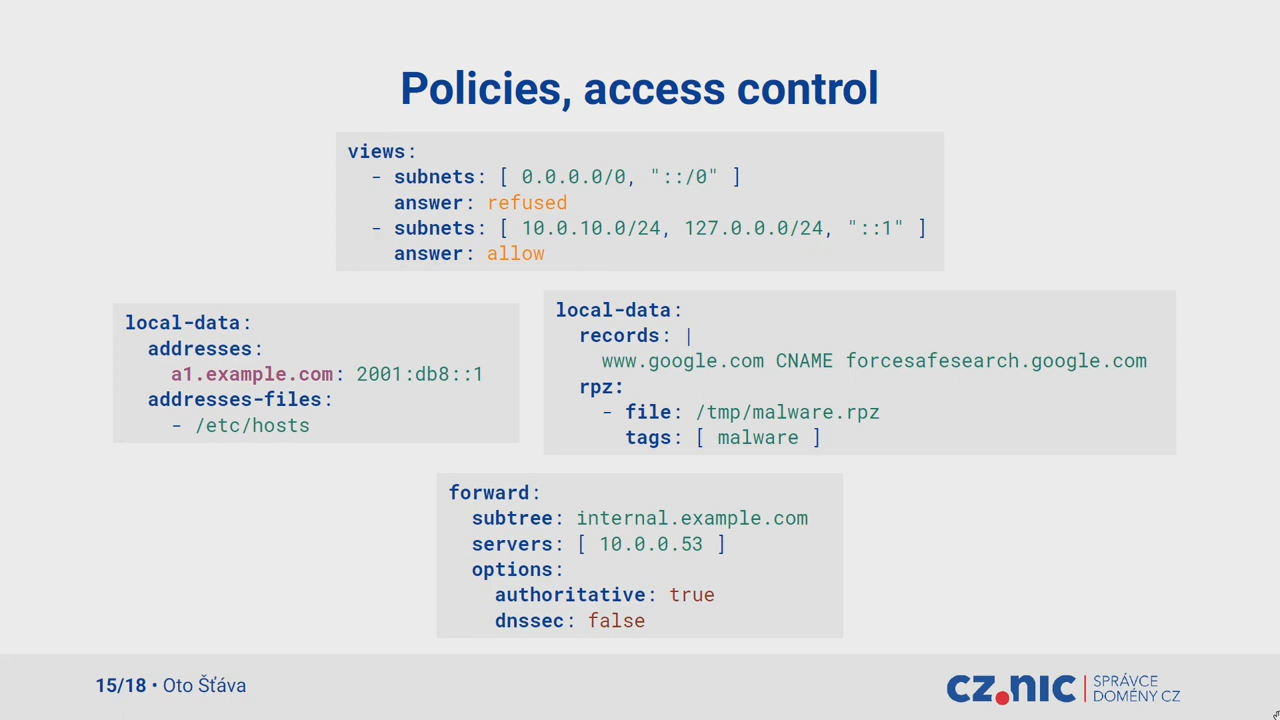 Policies, access control
views:
  - subnets: [ 0.0.0.0/0, "::/0" ]
    answer: refused
  - subnets: [ 10.0.10.0/24, 127.0.0.0/24, "::1" ]
    answer: allow
local-data:
  addresses:
    a1.example.com: 2001:db8::1
  addresses-files:
    - /etc/hosts
local-data:
  records: |
    www.google.com CNAME forcesafesearch.google.com
  rpz:
    - file: /tmp/malware.rpz
      tags: [ malware ]
forward:
  subtree: internal.example.com
  servers: [ 10.0.0.53 ]
  options:
    authoritative: true
    dnssec: false
15/18 • Oto Šťáva
cz.nic
SPRÁVCE
DOMÉNY CZ